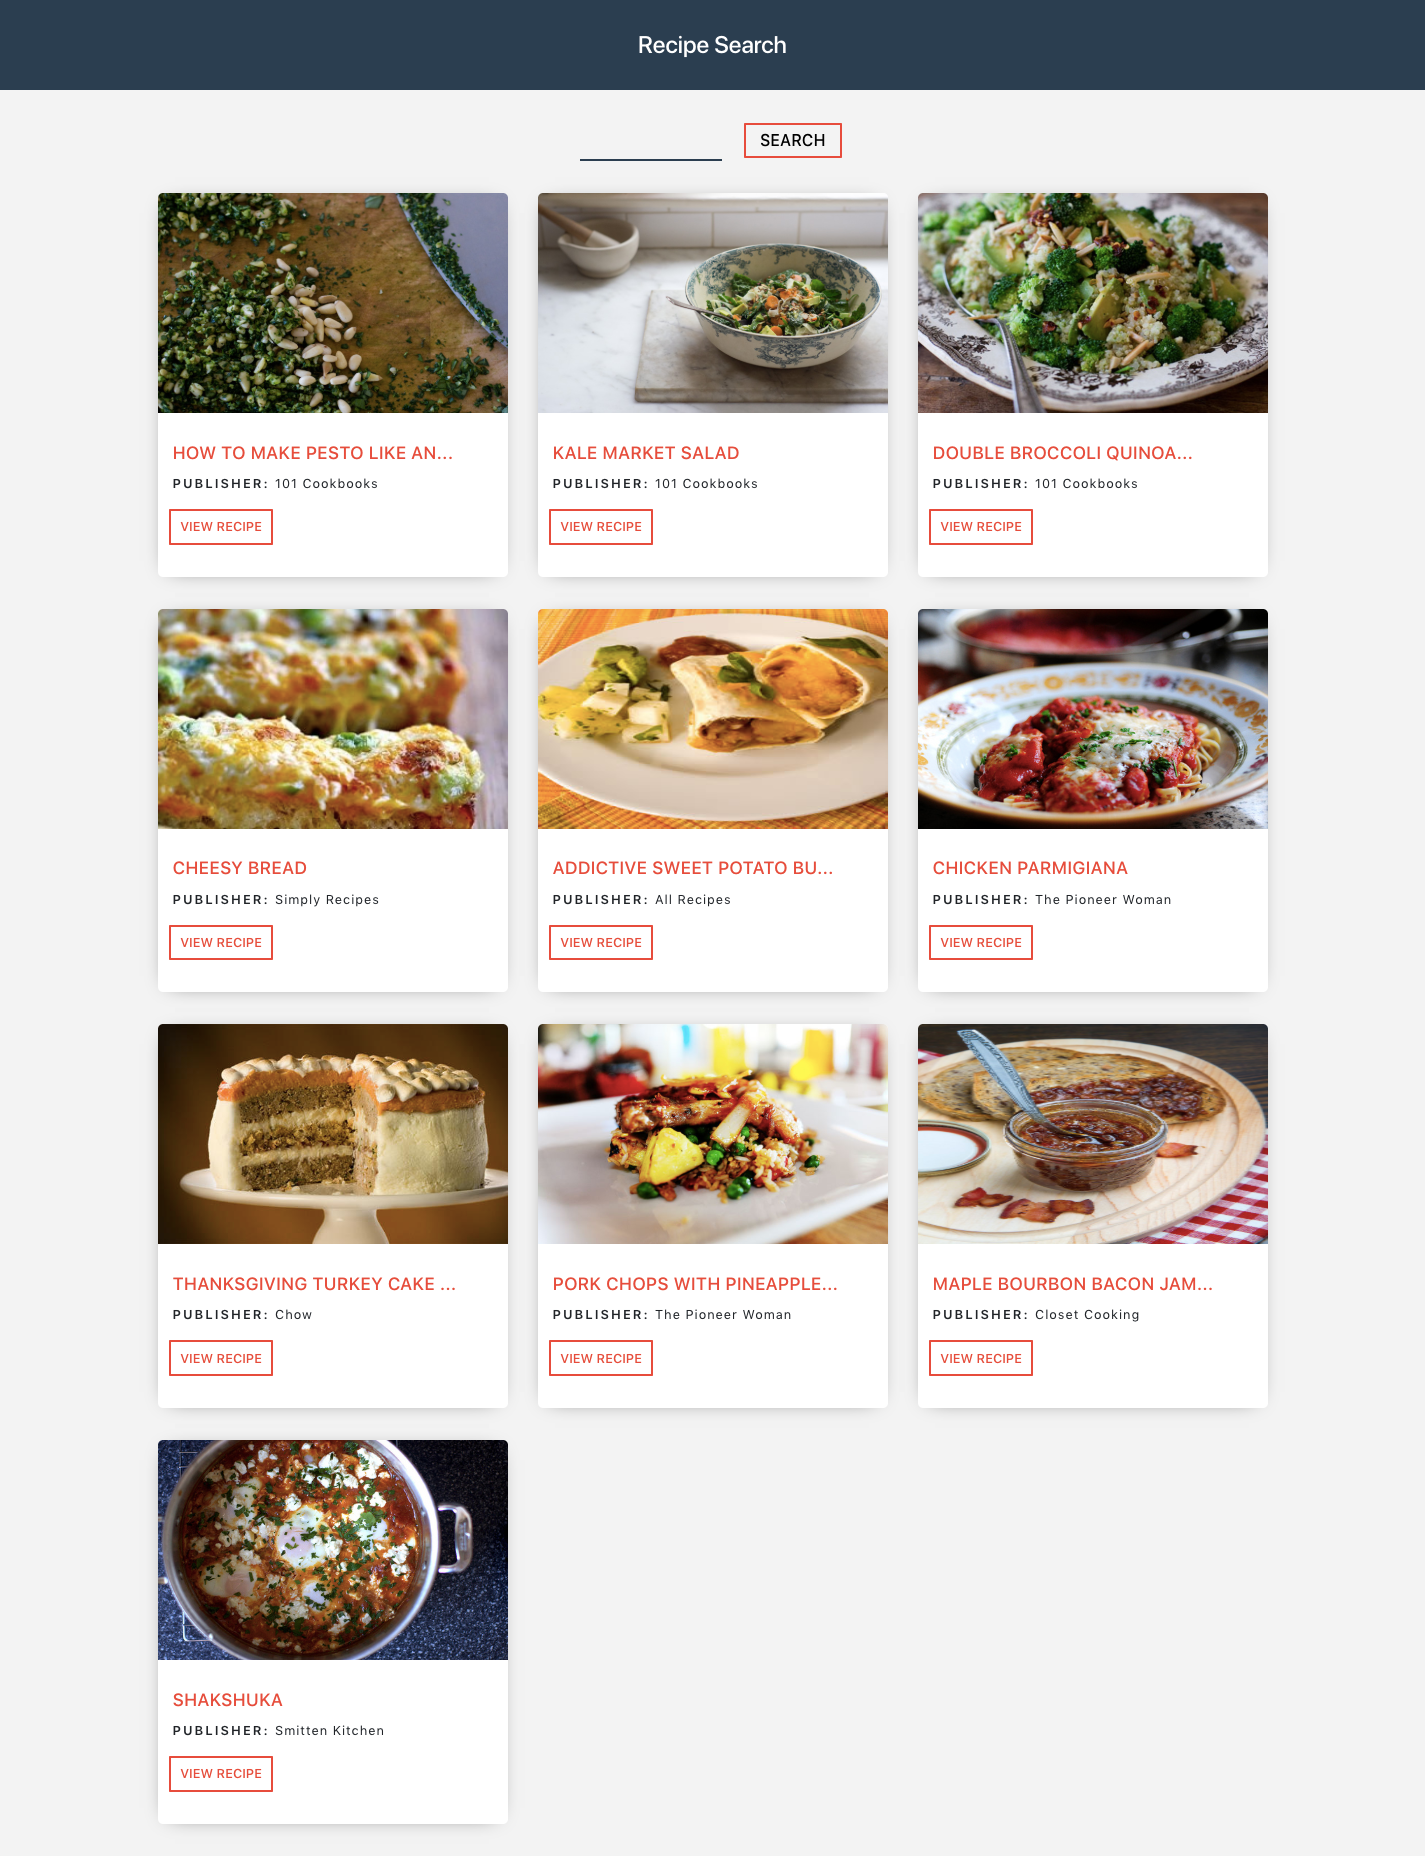 Recipe Search
SEARCH
HOW TO MAKE PESTO LIKE AN...
PUBLISHER: 101 Cookbooks
VIEW RECIPE
KALE MARKET SALAD
PUBLISHER: 101 Cookbooks
VIEW RECIPE
DOUBLE BROCCOLI QUINOA...
PUBLISHER: 101 Cookbooks
VIEW RECIPE
CHEESY BREAD
PUBLISHER: Simply Recipes
VIEW RECIPE
ADDICTIVE SWEET POTATO BU...
PUBLISHER: All Recipes
VIEW RECIPE
CHICKEN PARMIGIANA
PUBLISHER: The Pioneer Woman
VIEW RECIPE
THANKSGIVING TURKEY CAKE ...
PUBLISHER: Chow
VIEW RECIPE
PORK CHOPS WITH PINEAPPLE...
PUBLISHER: The Pioneer Woman
VIEW RECIPE
MAPLE BOURBON BACON JAM...
PUBLISHER: Closet Cooking
VIEW RECIPE
SHAKSHUKA
PUBLISHER: Smitten Kitchen
VIEW RECIPE